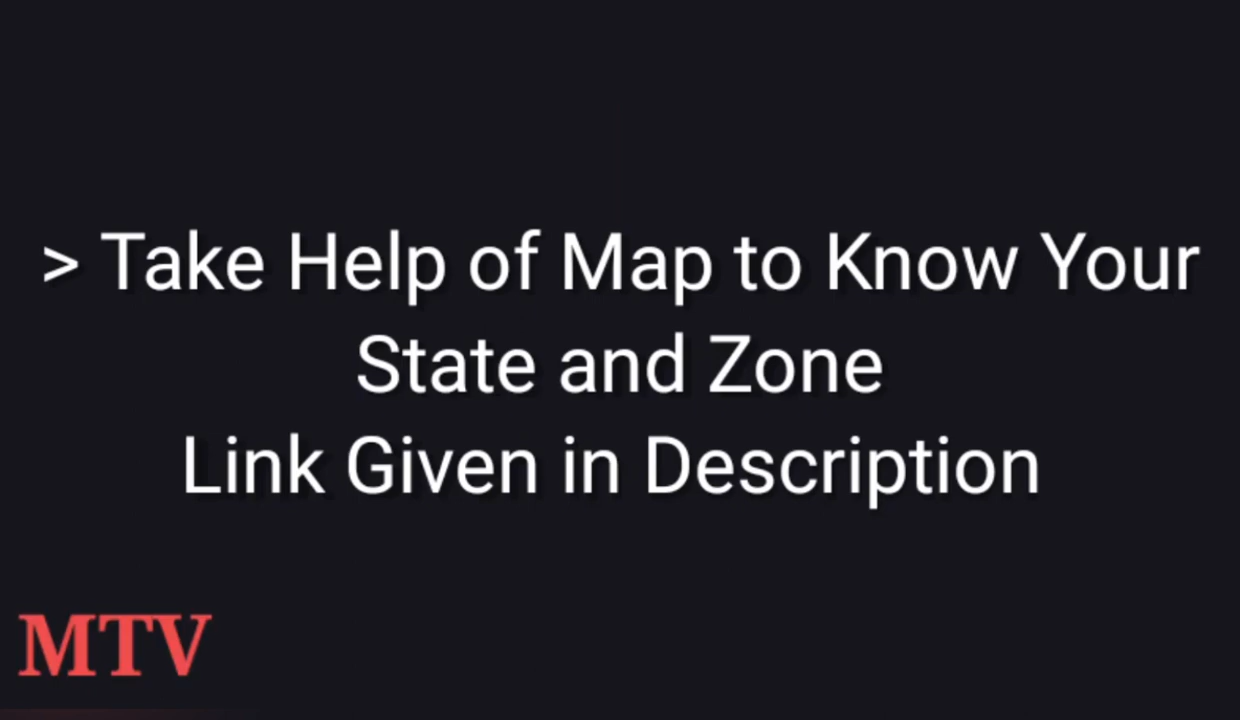 > Take Help of Map to Know Your
State and Zone
Link Given in Description
MTV